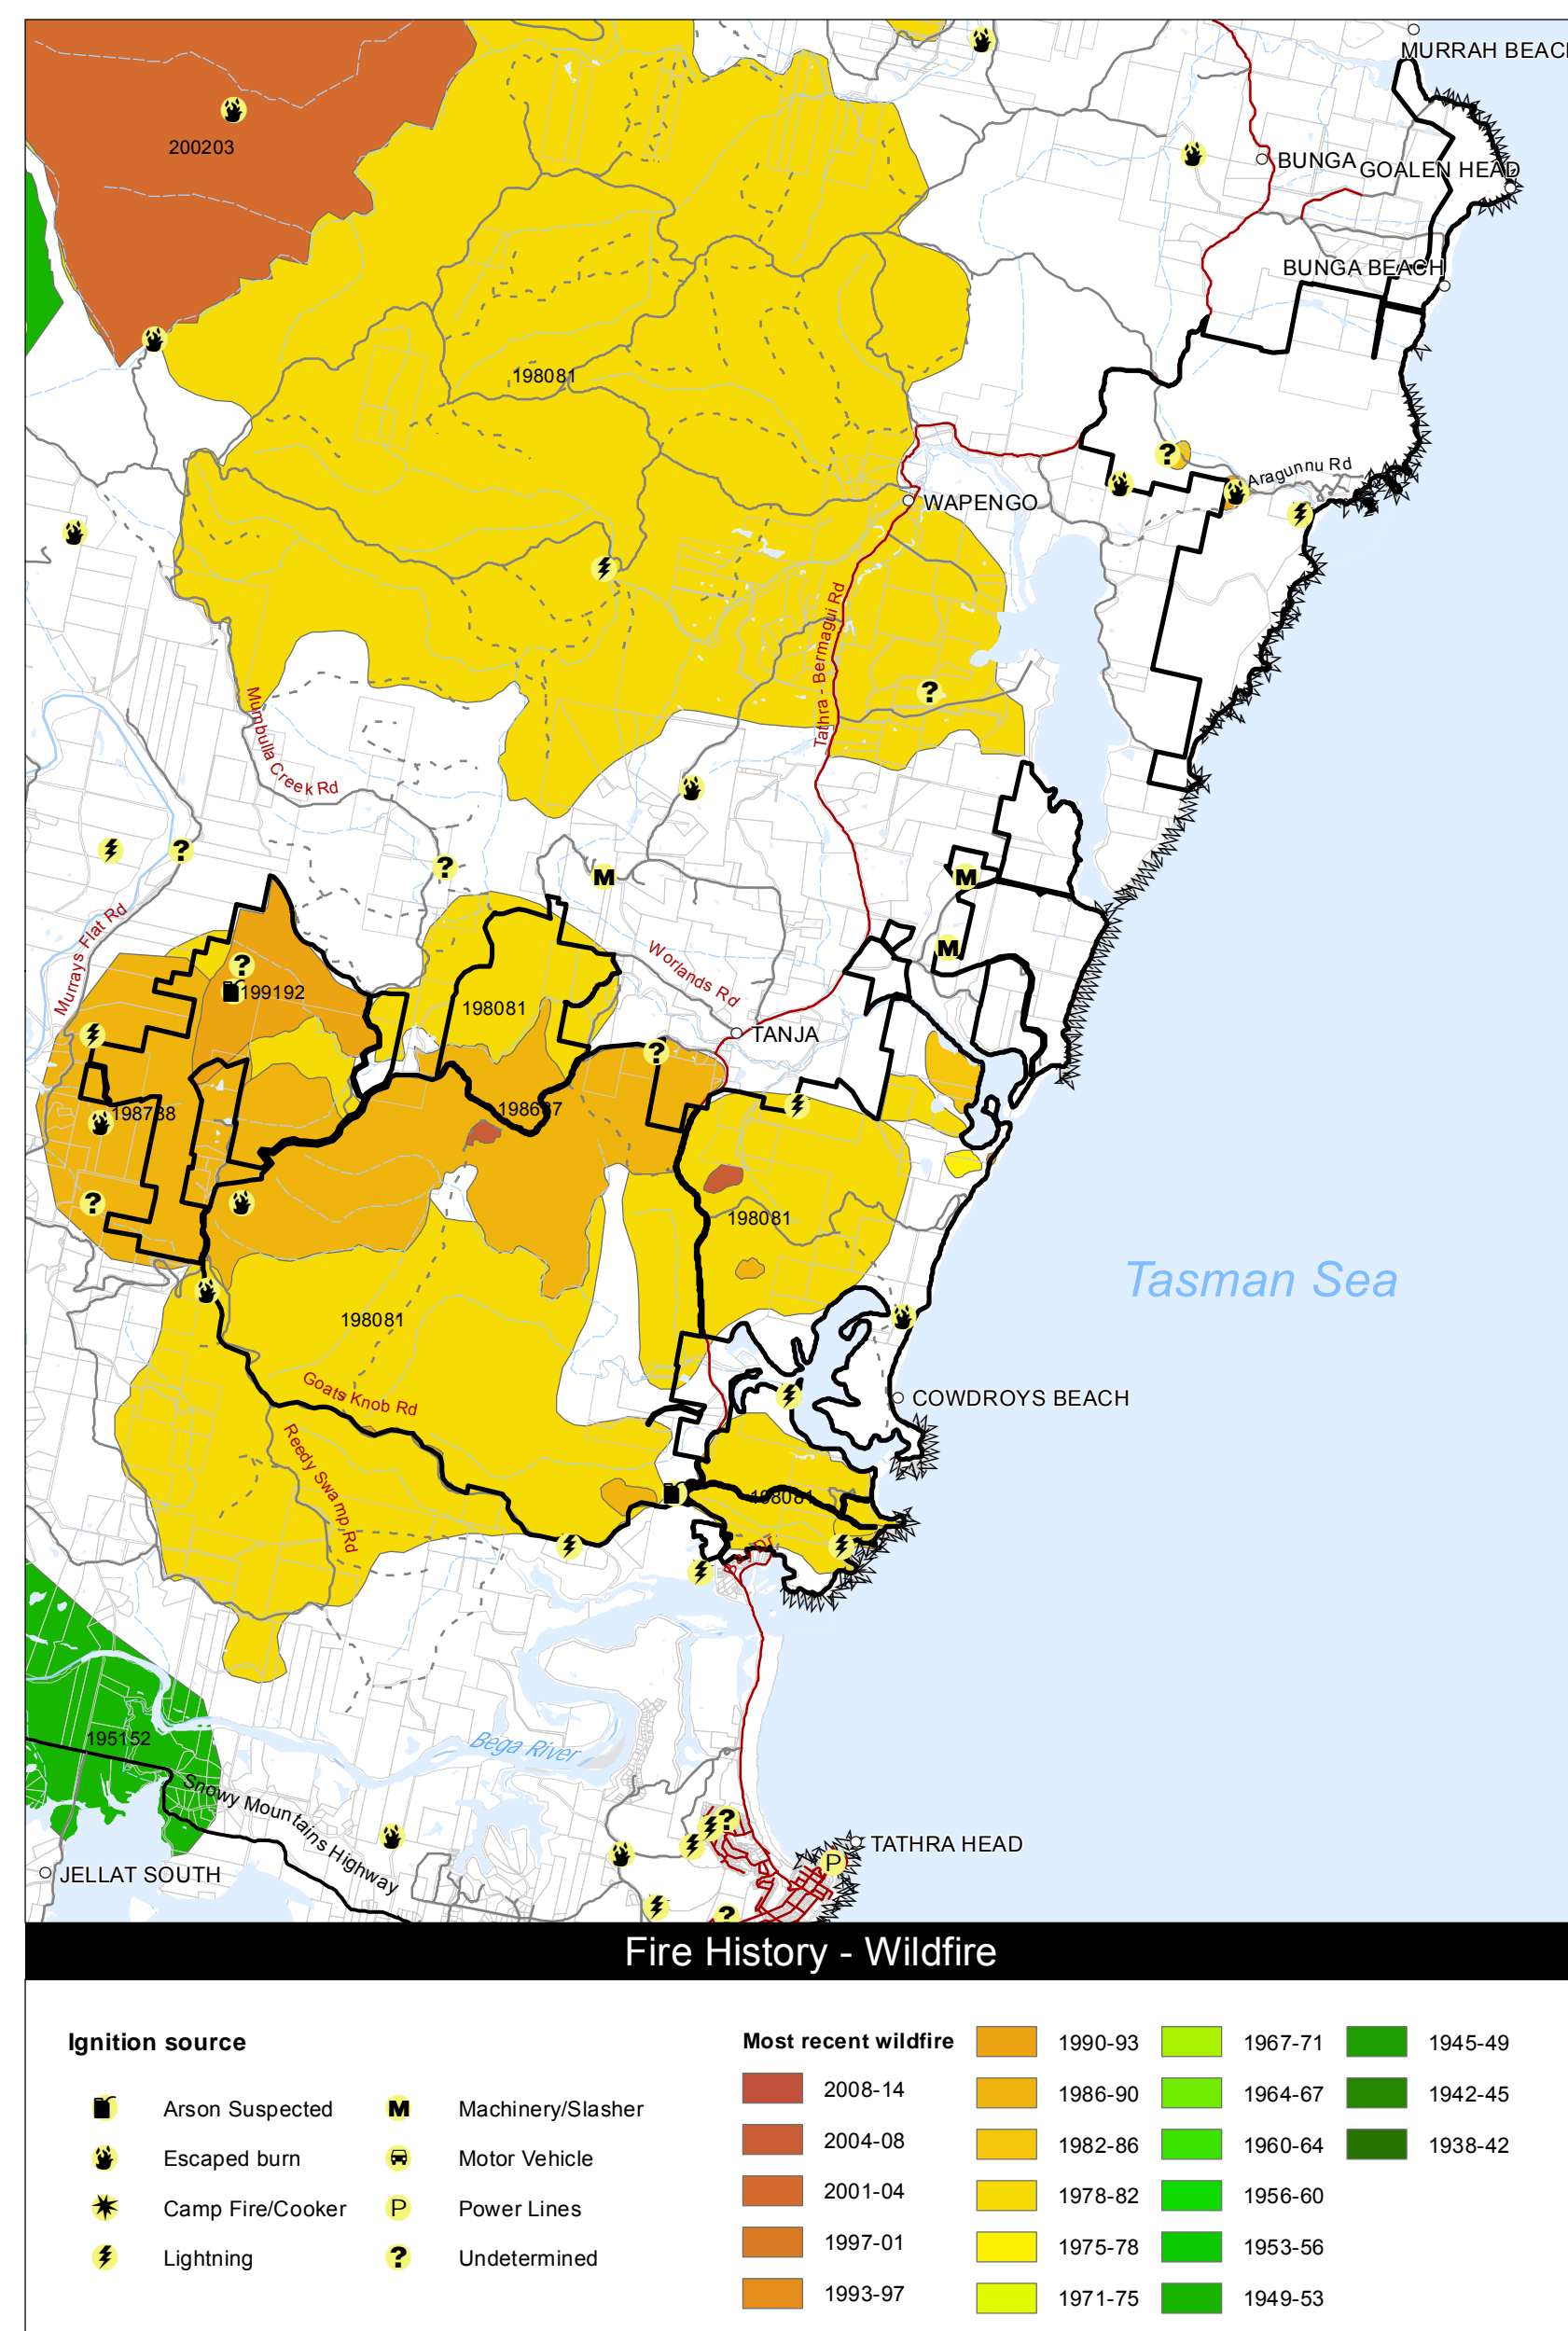 MURRAH BEACH
200203
BUNGA
GOALEN HEAD
BUNGA BEACH
198081
Aragunnu Rd
WAPENGO
Tathra - Bermagui Rd
Mumbulla Creek Rd
Murrays Flat Rd
Worlands Rd
199192
198081
TANJA
198788
198687
198081
Tasman Sea
198081
Goats Knob Rd
COWDROYS BEACH
Reedy Swamp Rd
198081
Bay Dr
195152
Bega River
Snowy Mountains Highway
TATHRA HEAD
P
JELLAT SOUTH
M
M
M
Fire History - Wildfire
Ignition source
Arson Suspected
Escaped burn
Camp Fire/Cooker
Lightning
M Machinery/Slasher
Motor Vehicle
P Power Lines
? Undetermined
Most recent wildfire
2008-14
2004-08
2001-04
1997-01
1993-97
1990-93
1986-90
1982-86
1978-82
1975-78
1971-75
1967-71
1964-67
1960-64
1956-60
1953-56
1949-53
1945-49
1942-45
1938-42